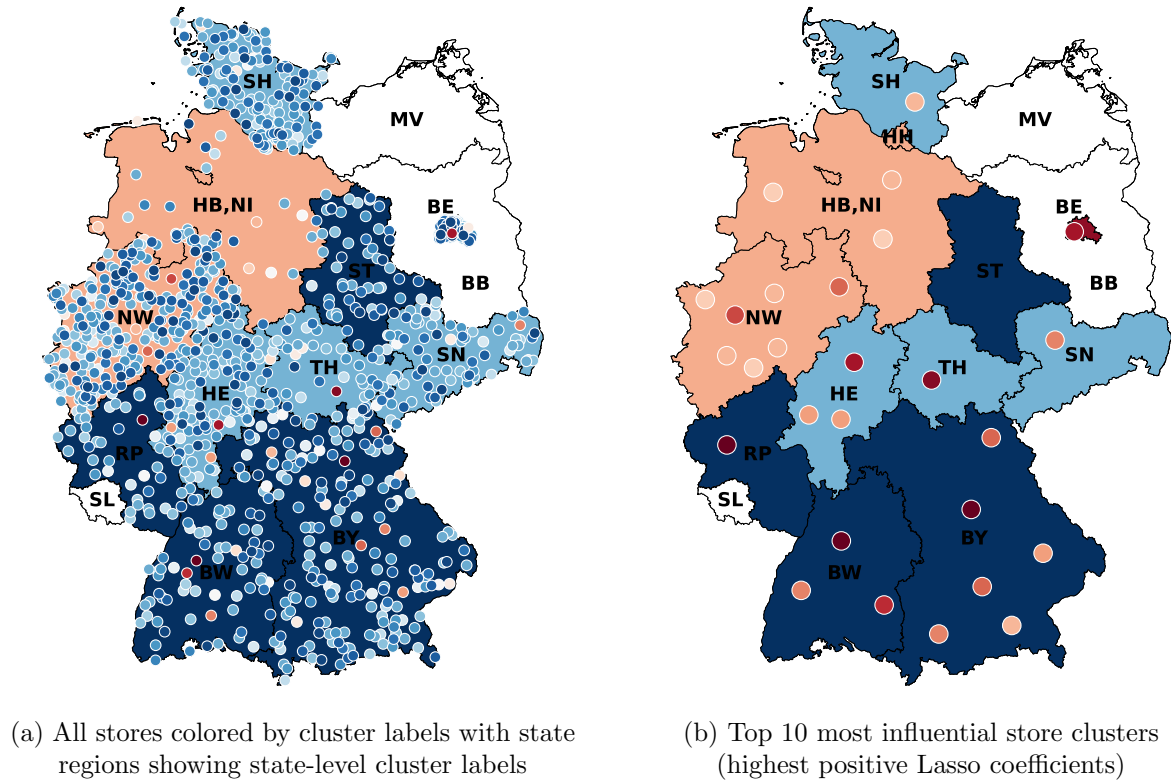 SH
MV
HB,NI
BE
ST
BB
NW
TH
SN
HE
RP
SL
BY
BW
SH
MV
HH
HB,NI
BE
ST
BB
NW
TH
SN
HE
RP
SL
BY
BW
(a) All stores colored by cluster labels with state
regions showing state-level cluster labels
(b) Top 10 most influential store clusters
(highest positive Lasso coefficients)